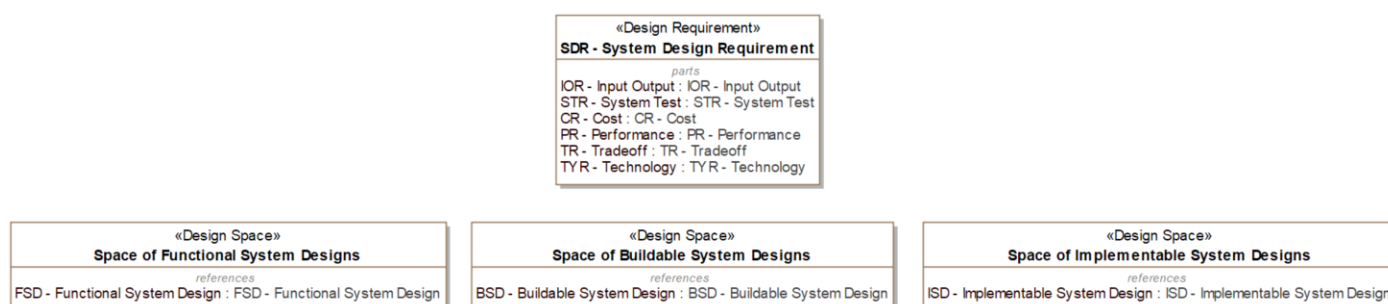 «Design Requirement»
SDR - System Design Requirement
parts
IOR - Input Output : IOR - Input Output
STR - System Test : STR - System Test
CR - Cost : CR - Cost
PR - Performance : PR - Performance
TR - Tradeoff : TR - Tradeoff
TYR - Technology : TYR - Technology
«Design Space»
Space of Functional System Designs
references
FSD - Functional System Design : FSD - Functional System Design
«Design Space»
Space of Buildable System Designs
references
BSD - Buildable System Design : BSD - Buildable System Design
«Design Space»
Space of Implementable System Designs
references
ISD - Implementable System Design : ISD - Implementable System Design